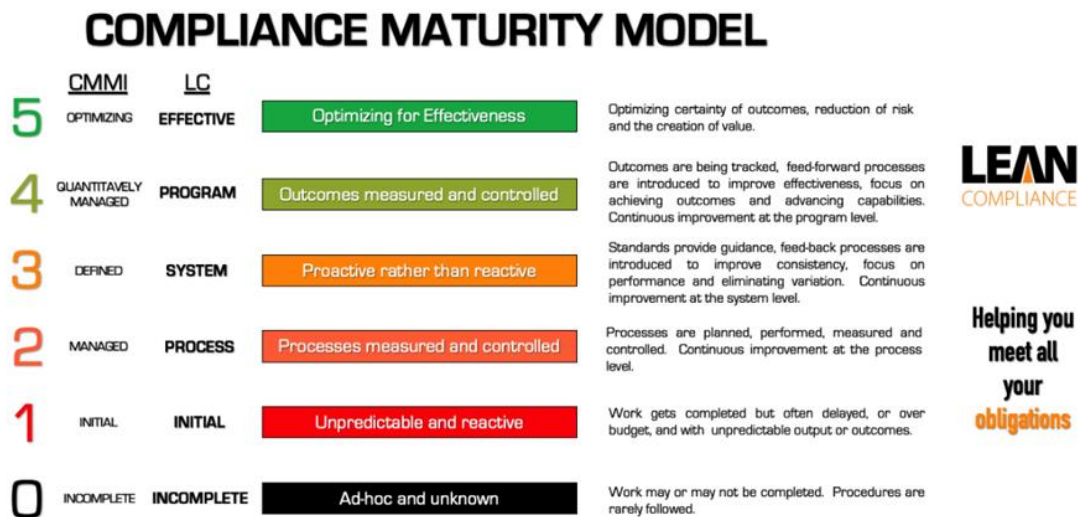 COMPLIANCE MATURITY MODEL
CMMI LC
5 OPTIMIZING EFFECTIVE Optimizing for Effectiveness
Optimizing certainty of outcomes, reduction of risk
and the creation of value.
4 QUANTITAVELY
MANAGED PROGRAM Outcomes measured and controlled
Outcomes are being tracked, feed-forward processes
are introduced to improve effectiveness, focus on
achieving outcomes and advancing capabilities.
Continuous improvement at the program level.
3 DEFINED SYSTEM Proactive rather than reactive
Standards provide guidance, feed-back processes are
introduced to improve consistency, focus on
performance and eliminating variation. Continuous
improvement at the system level.
2 MANAGED PROCESS Processes measured and controlled
Processes are planned, performed, measured and
controlled. Continuous improvement at the process
level.
1 INITIAL INITIAL Unpredictable and reactive
Work gets completed but often delayed, or over
budget, and with unpredictable output or outcomes.
0 INCOMPLETE INCOMPLETE Ad-hoc and unknown
Work may or may not be completed. Procedures are
rarely followed.
LEAN
COMPLIANCE
Helping you
meet all
your
obligations